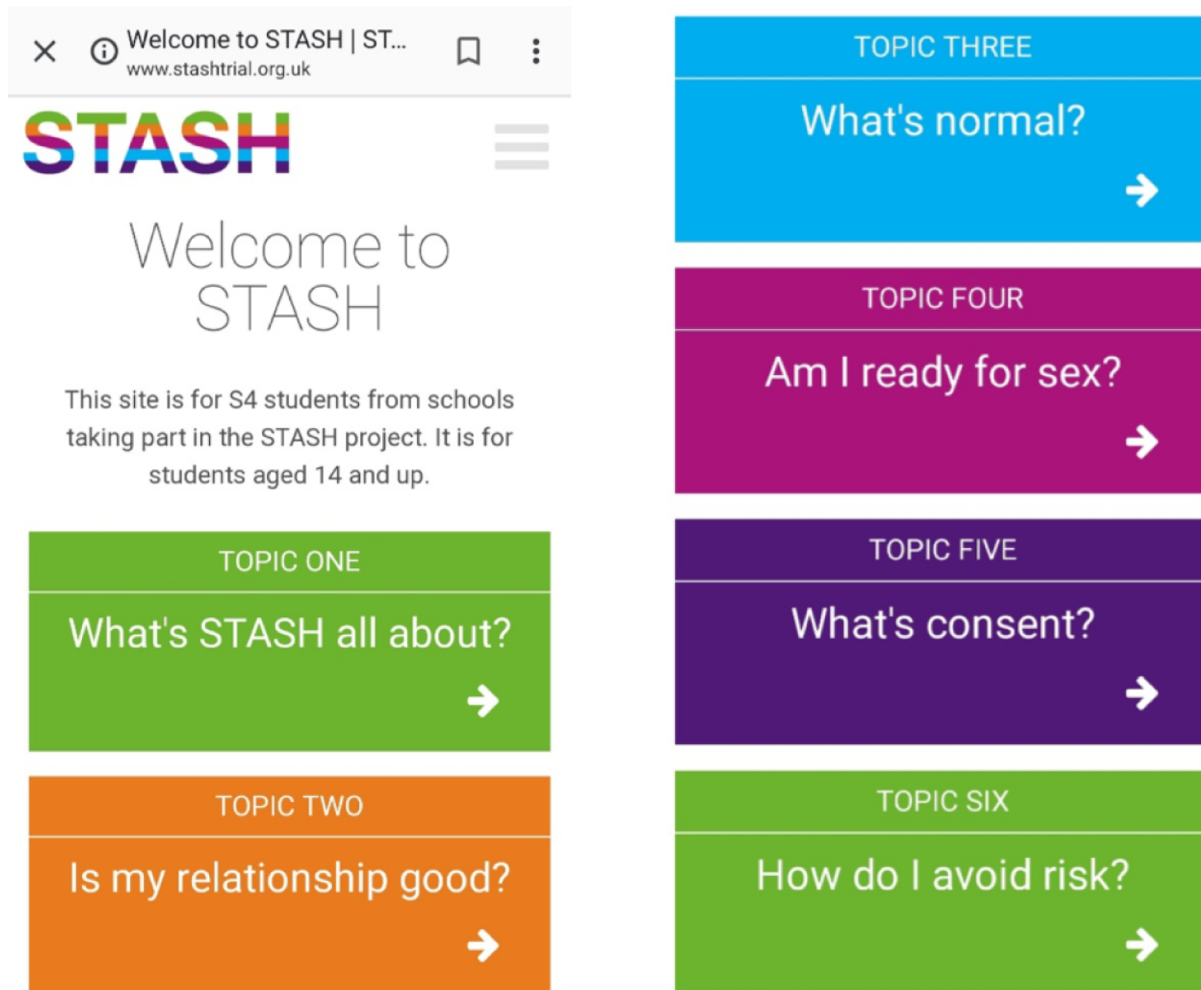 Welcome to STASH | ST...
www.stashtrial.org.uk
STASH
Welcome to
STASH
This site is for S4 students from schools
taking part in the STASH project. It is for
students aged 14 and up.
TOPIC ONE
What's STASH all about?
TOPIC TWO
Is my relationship good?
TOPIC THREE
What's normal?
TOPIC FOUR
Am I ready for sex?
TOPIC FIVE
What's consent?
TOPIC SIX
How do I avoid risk?